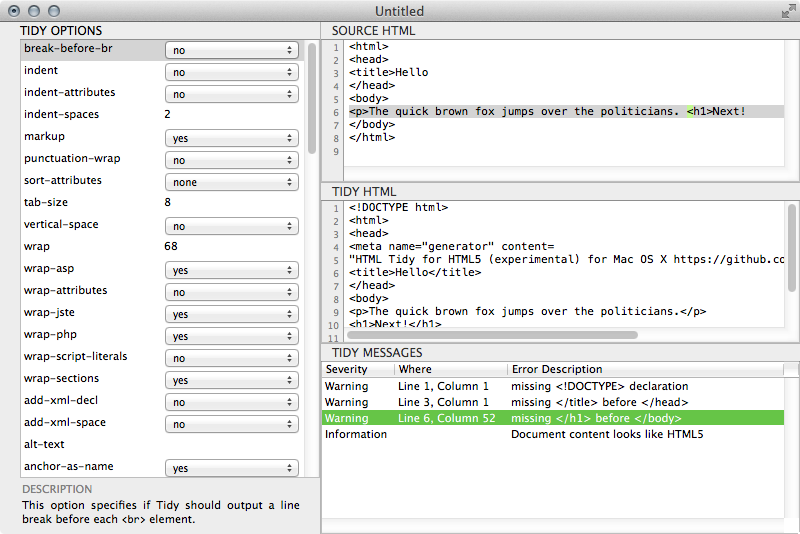 Untitled
TIDY OPTIONS
break-before-br no
indent no
indent-attributes no
indent-spaces 2
markup yes
punctuation-wrap no
sort-attributes none
tab-size 8
vertical-space no
wrap 68
wrap-asp yes
wrap-attributes no
wrap-jste yes
wrap-php yes
wrap-script-literals no
wrap-sections yes
add-xml-decl no
add-xml-space no
alt-text
anchor-as-name yes
DESCRIPTION
This option specifies if Tidy should output a line
break before each <br> element.
SOURCE HTML
1 <html>
2 <head>
3 <title>Hello
4 </head>
5 <body>
6 <p>The quick brown fox jumps over the politicians. <h1>Next!
7 </body>
8 </html>
9
TIDY HTML
1 <!DOCTYPE html>
2 <html>
3 <head>
4 <meta name="generator" content=
5 "HTML Tidy for HTML5 (experimental) for Mac OS X https://github.co
6 <title>Hello</title>
7 </head>
8 <body>
9 <p>The quick brown fox jumps over the politicians.</p>
10 <h1>Next!</h1>
11
TIDY MESSAGES
Severity Where Error Description
Warning Line 1, Column 1 missing <!DOCTYPE> declaration
Warning Line 3, Column 1 missing </title> before </head>
Warning Line 6, Column 52 missing </h1> before </body>
Information Document content looks like HTML5